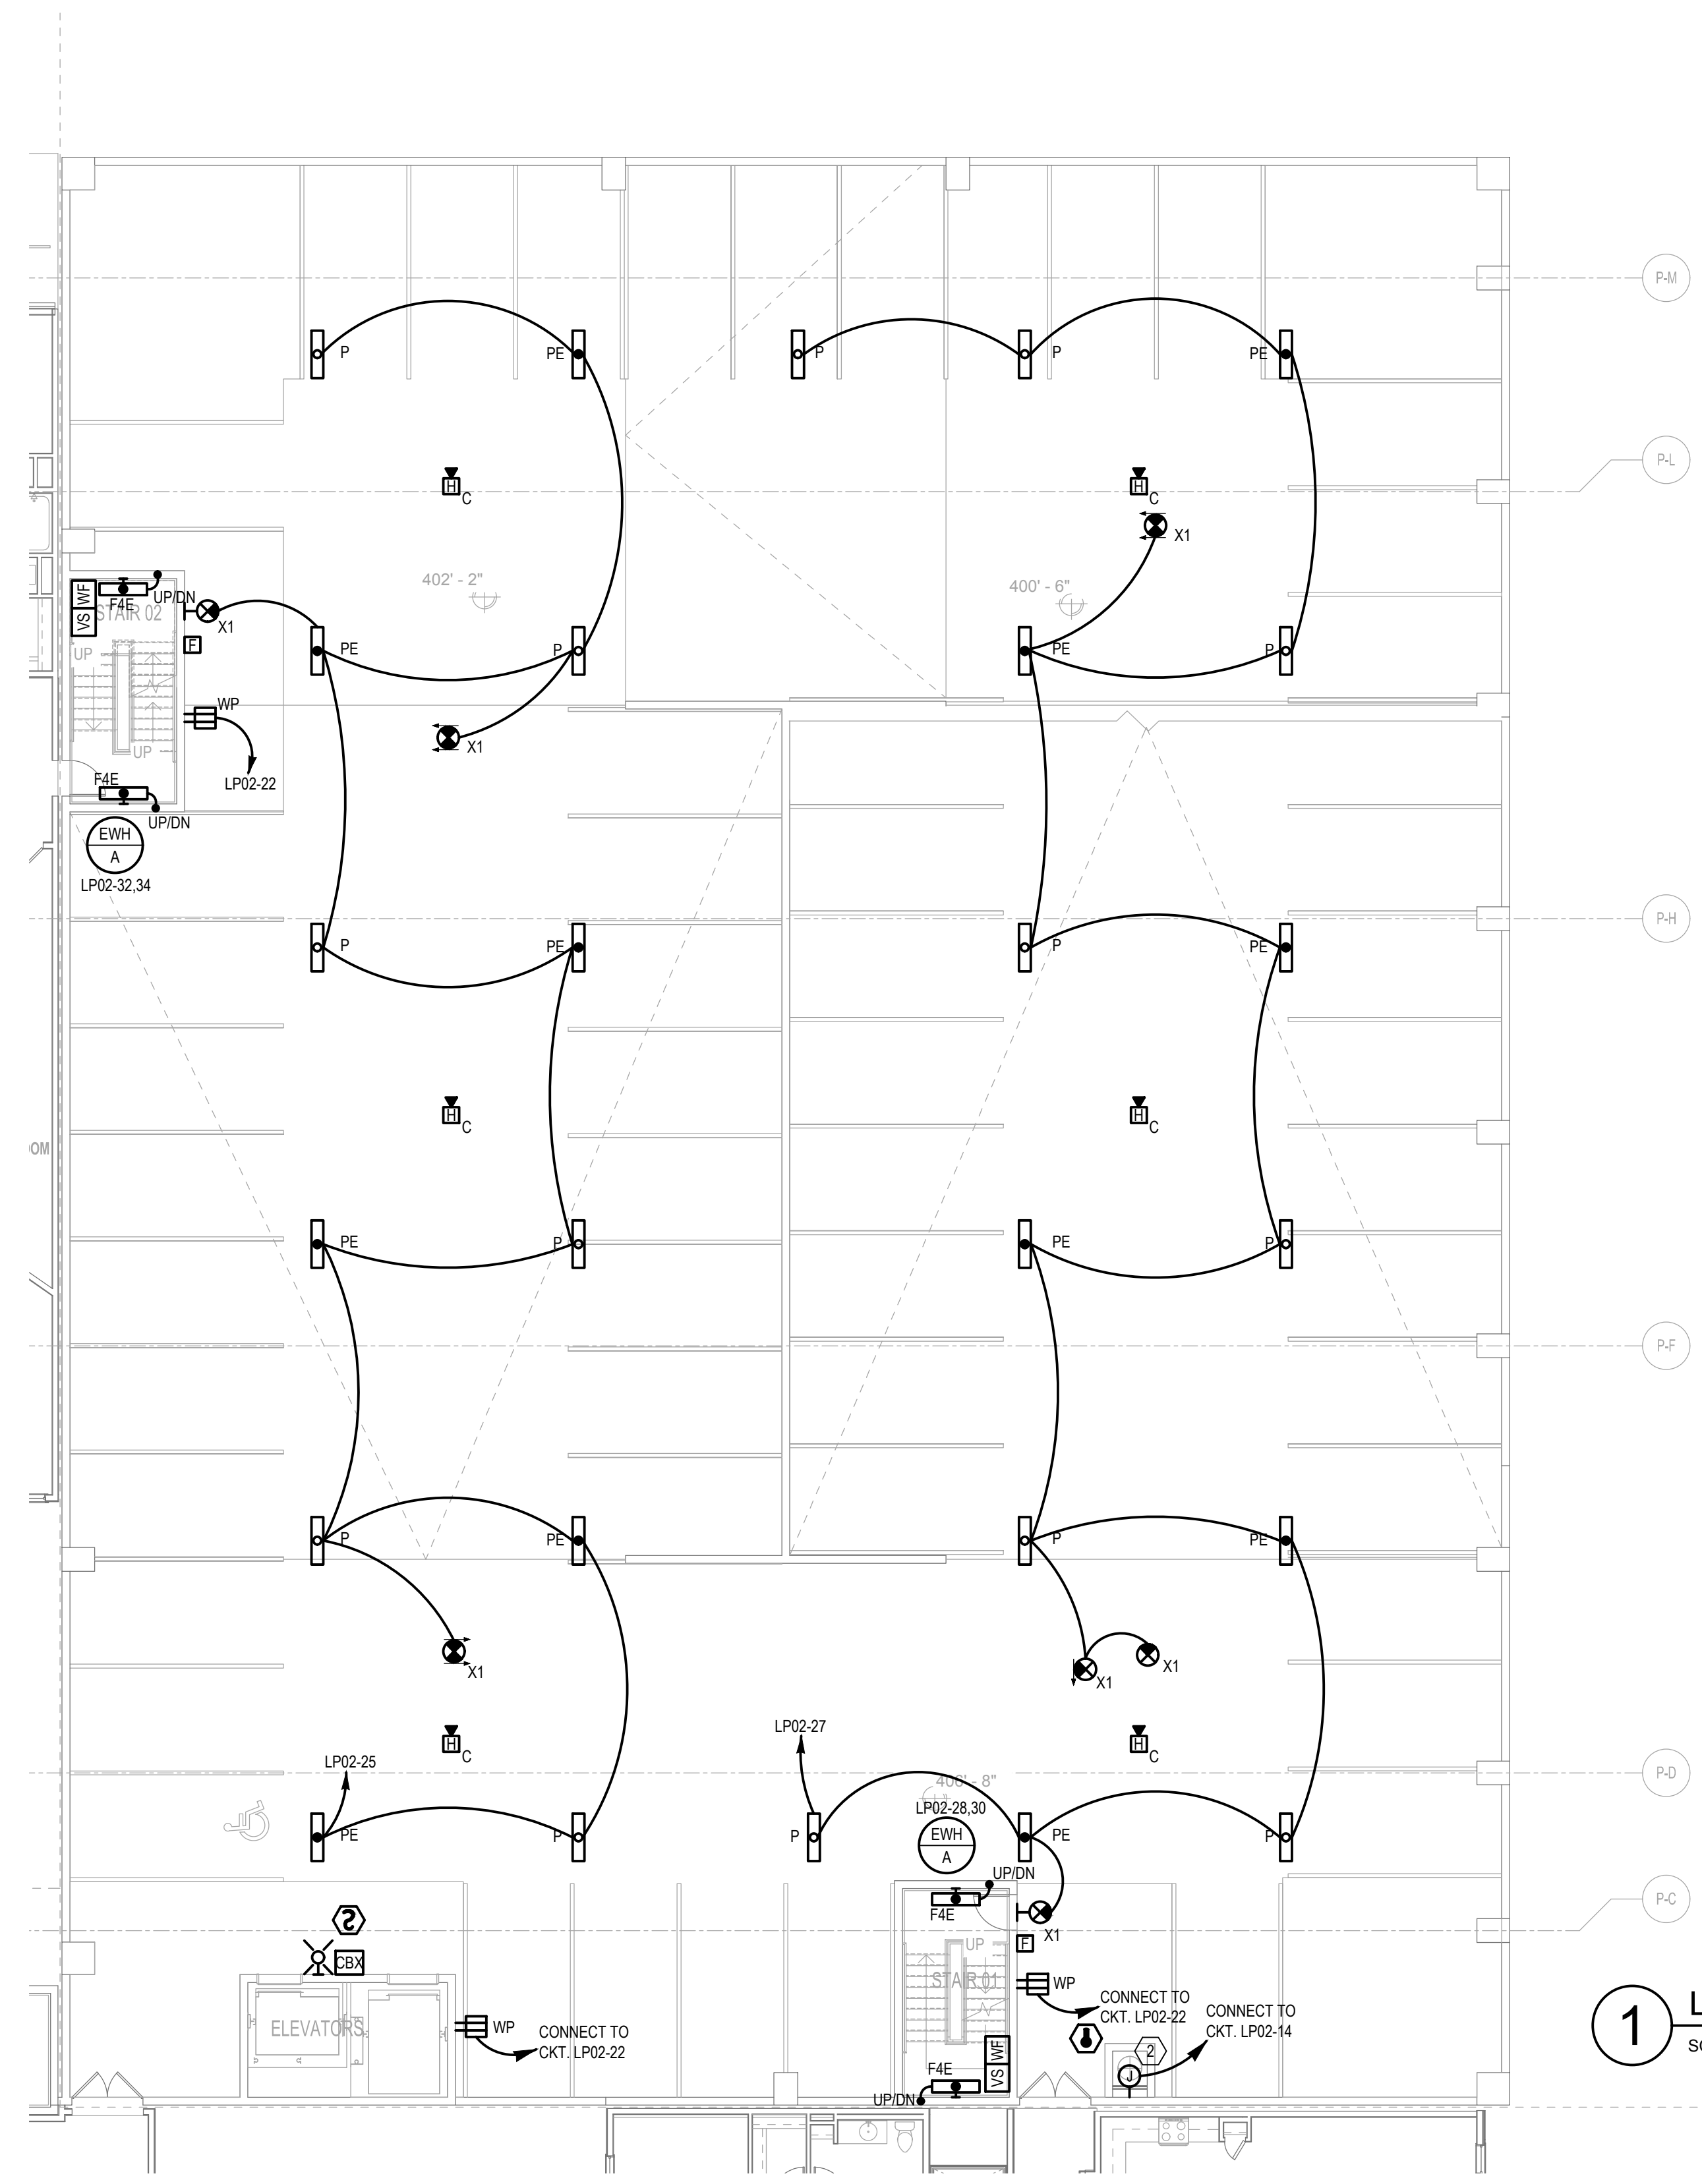 P-M
P
PE
P
P
PE
P-L
H
C
H
C
X1
402' - 2"
400' - 6"
WF
VS
F4E
UP/DN
STAIR 02
X1
F
UP
PE
P
PE
P
WP
X1
UP
F4E
LP02-22
UP/DN
EWH
A
LP02-32,34
P-H
P
PE
P
PE
H
C
H
C
OM
PE
P
PE
P
P-F
P
PE
P
PE
X1
X1
X1
H
C
LP02-27
H
C
LP02-25
P-D
406' - 8"
LP02-28,30
PE
P
P
EWH
A
PE
P
UP/DN
F4E
P-C
X1
F
UP
CBX
STAIR 01
WP
CONNECT TO
CKT. LP02-22
CONNECT TO
CKT. LP02-14
ELEVATORS
WP
CONNECT TO
CKT. LP02-22
1
L
SC
WF
VS
2
F4E
J
UP/DN